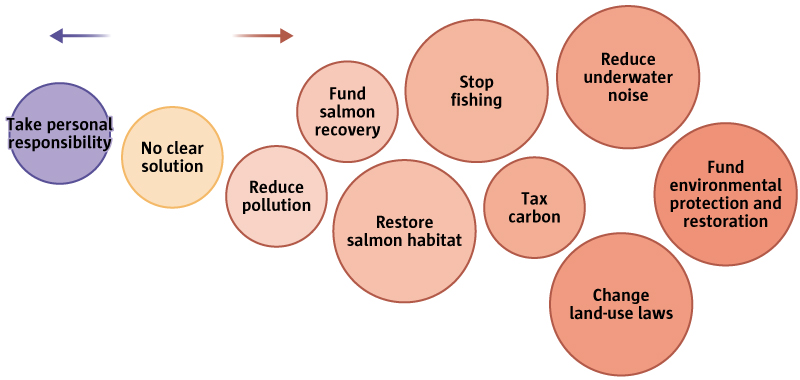 Take personal
responsibility
No clear
solution
Reduce
pollution
Fund
salmon
recovery
Restore
salmon habitat
Stop
fishing
Tax
carbon
Reduce
underwater
noise
Change
land-use laws
Fund
environmental
protection and
restoration